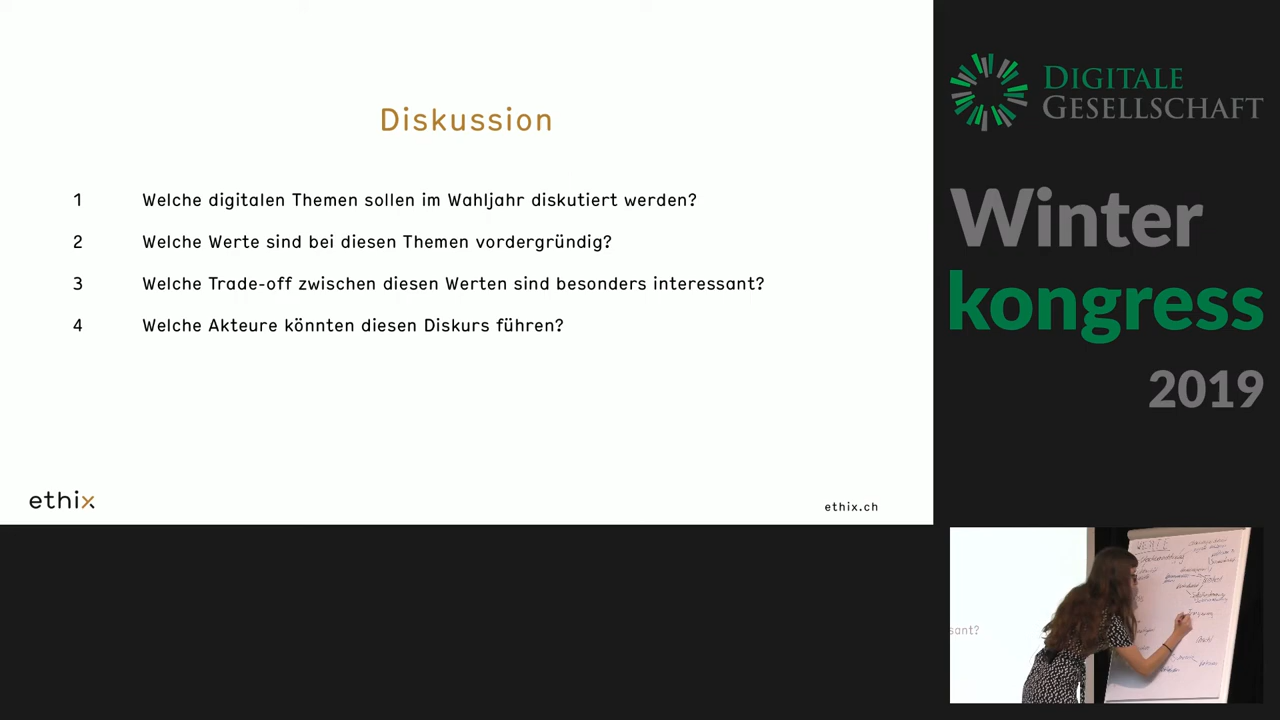 Diskussion
1 Welche digitalen Themen sollen im Wahljahr diskutiert werden?
2 Welche Werte sind bei diesen Themen vordergründig?
3 Welche Trade-off zwischen diesen Werten sind besonders interessant?
4 Welche Akteure könnten diesen Diskurs führen?
ethix
ethix.ch
DIGITALE
GESELLSCHAFT
Winter
kongress
2019
sant?
WERTE